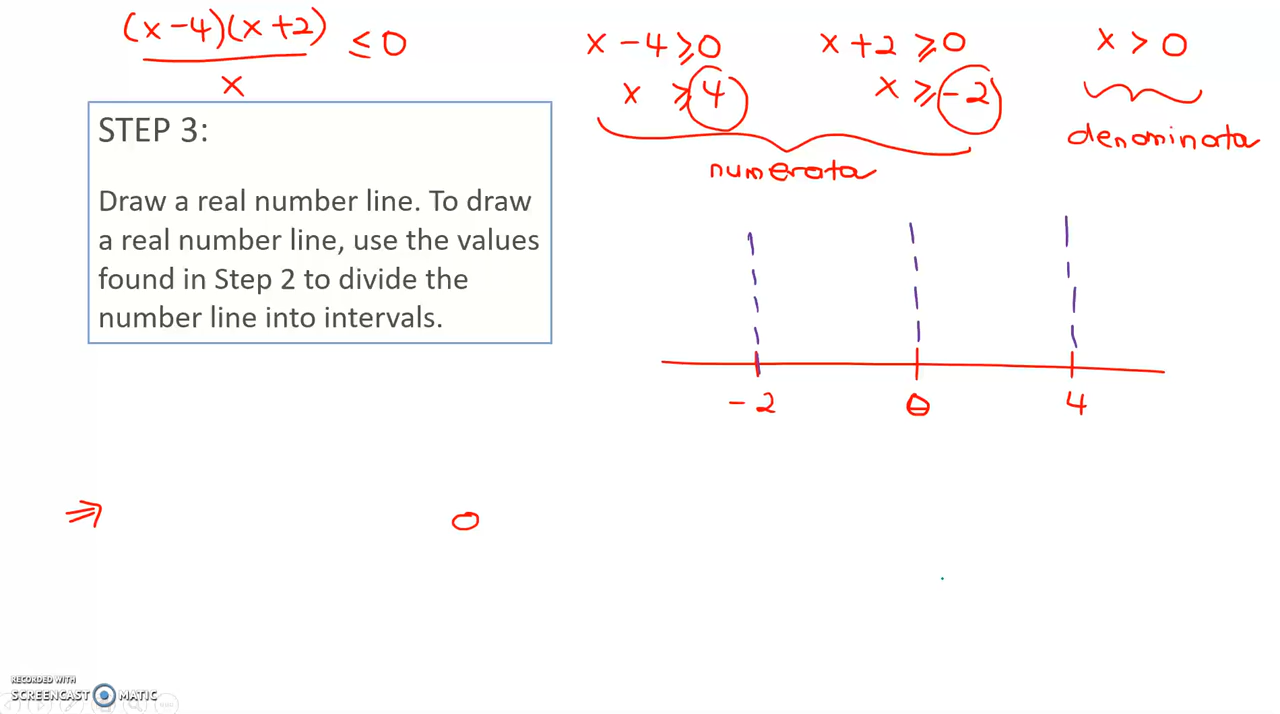 (x-4)(x+2)/x ≤ 0
x-4⩾0 x+2 ⩾0 x > 0
x ⩾4 x ⩾-2
numerator denominator
STEP 3:
Draw a real number line. To draw
a real number line, use the values
found in Step 2 to divide the
number line into intervals.
-2 0 4
⇒ 0
RECORDED WITH
SCREENCAST MATIC